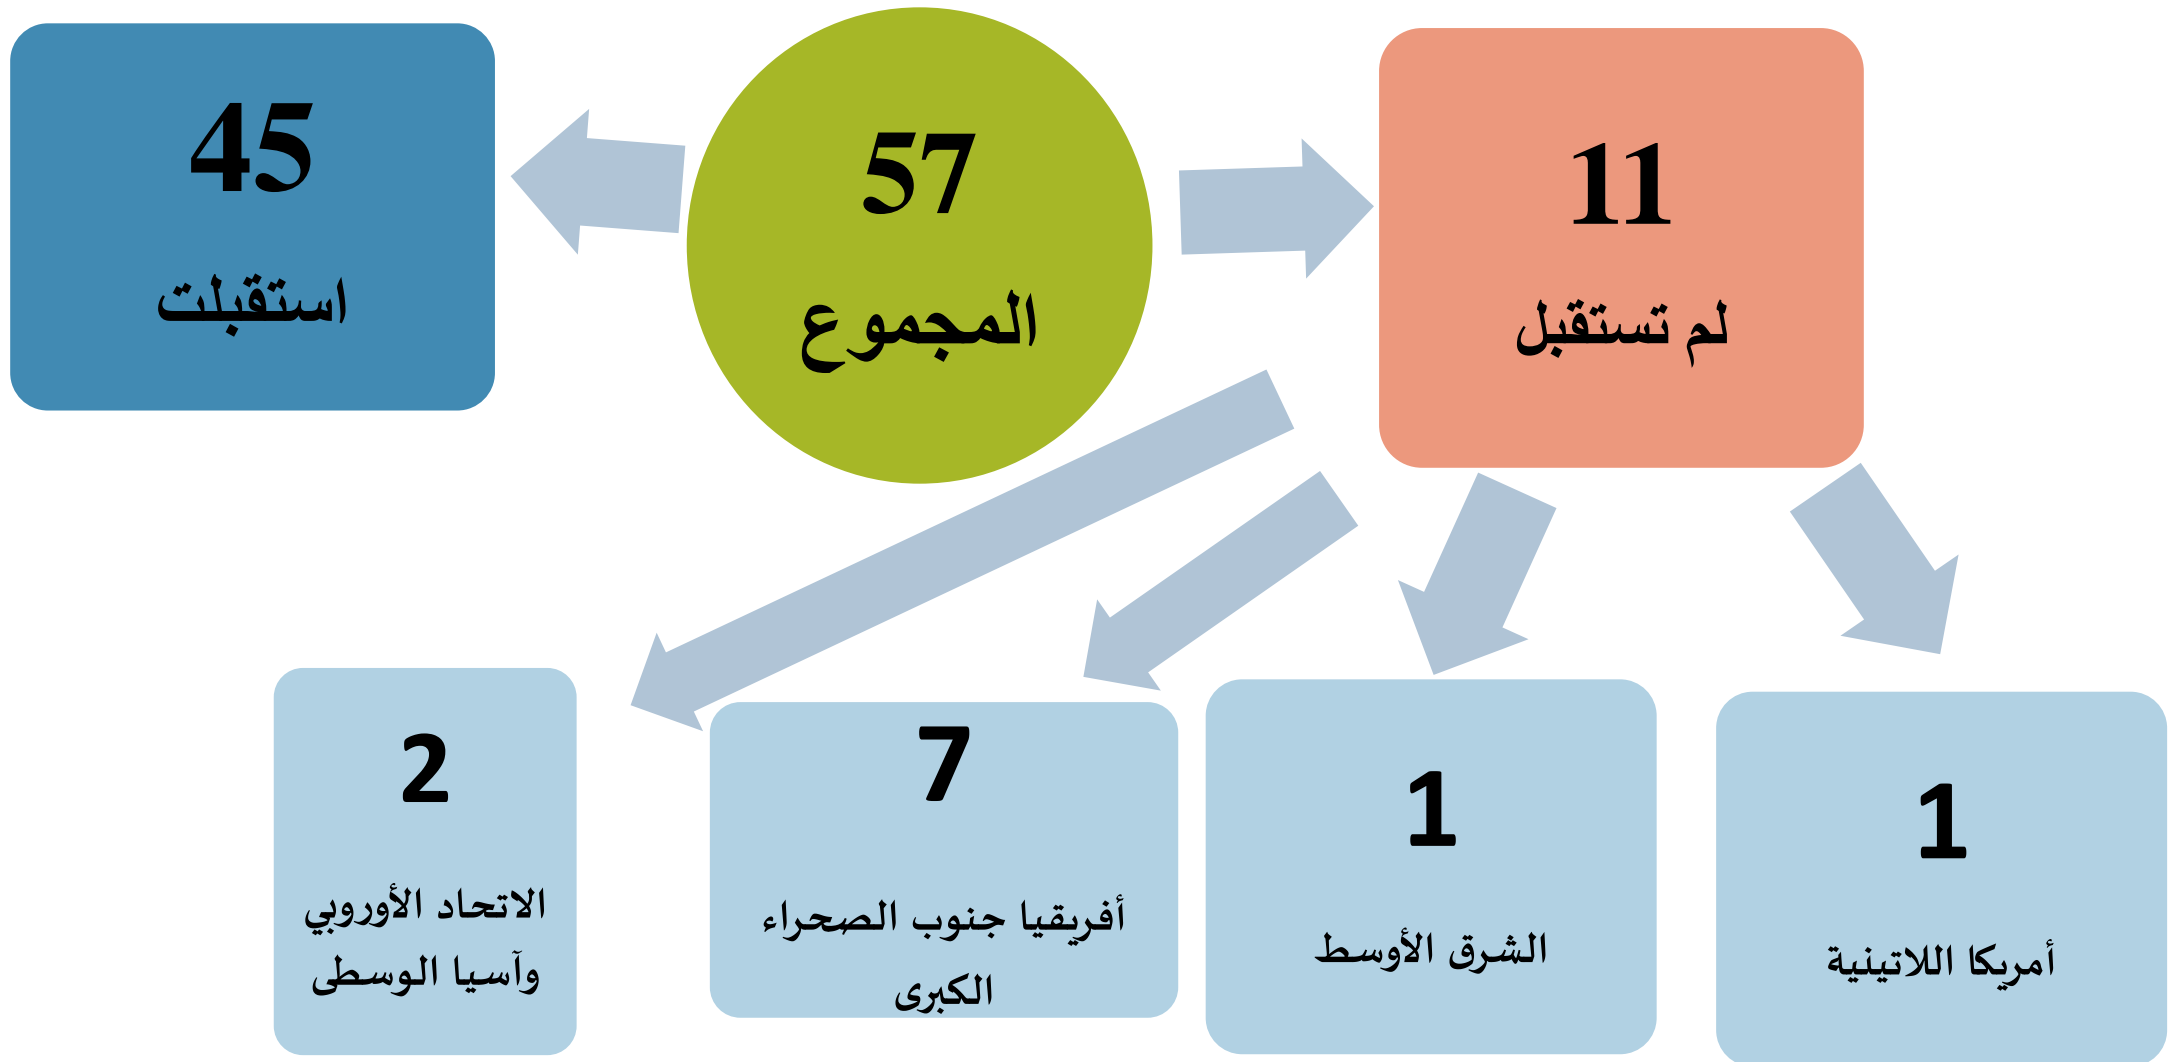 11
لم تستقبل
57
المجموع
45
استقبلت
1
أمريكا اللاتينية
1
الشرق الأوسط
7
أفريقيا جنوب الصحراء
الكبرى
2
الاتحاد الأوروبي
وآسيا الوسطى